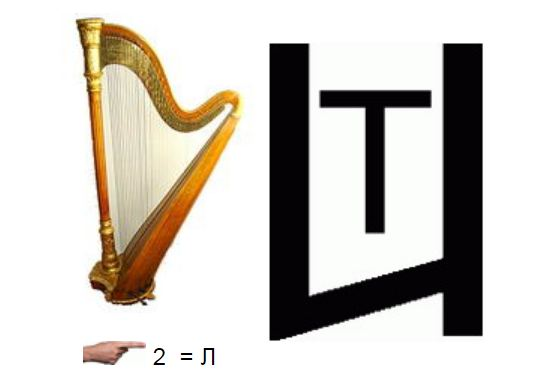 И
Т
2 = Л